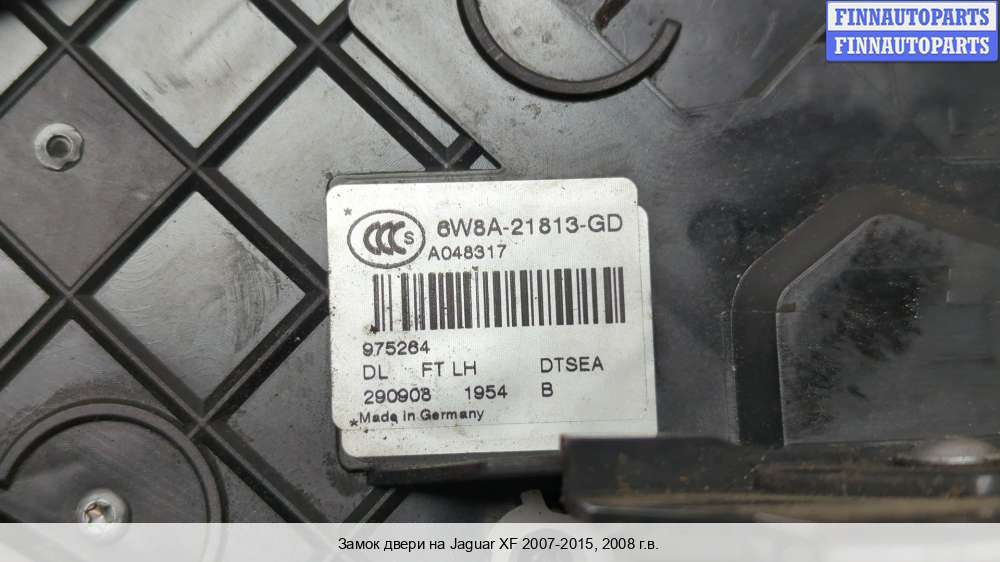 FINNAUTOPARTS
FINNAUTOPARTS
CCC S
6W8A-21813-GD
A048317
975264
DL FT LH DTSEA
290908 1954 B
*Made in Germany
Замок двери на Jaguar XF 2007-2015, 2008 г.в.